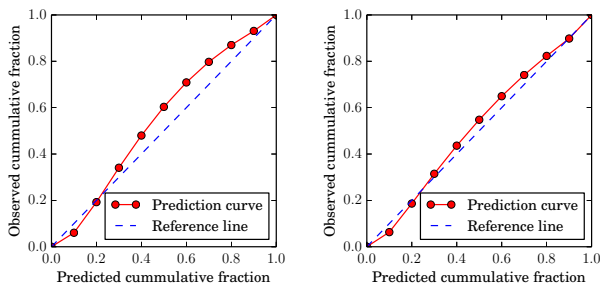 1.0
0.8
0.6
0.4
0.2
0.0
Observed cummulative fraction
Prediction curve
Reference line
0.0 0.2 0.4 0.6 0.8 1.0
Predicted cummulative fraction
1.0
0.8
0.6
0.4
0.2
0.0
Observed cummulative fraction
Prediction curve
Reference line
0.0 0.2 0.4 0.6 0.8 1.0
Predicted cummulative fraction